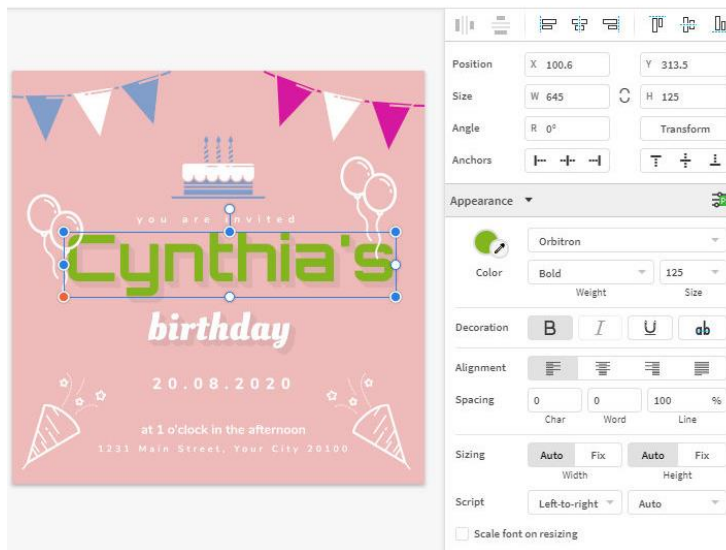 you are invited
Cynthia's
birthday
20.08.2020
at 1 o'clock in the afternoon
1231 Main Street, Your City 20100
Position X 100.6 Y 313.5
Size W 645 H 125
Angle R 0° Transform
Anchors
Appearance
Color Orbitron
Bold 125
Weight Size
Decoration B I U ab
Alignment
Spacing 0 0 100 %
Char Word Line
Sizing Auto Fix Auto Fix
Width Height
Script Left-to-right Auto
Scale font on resizing